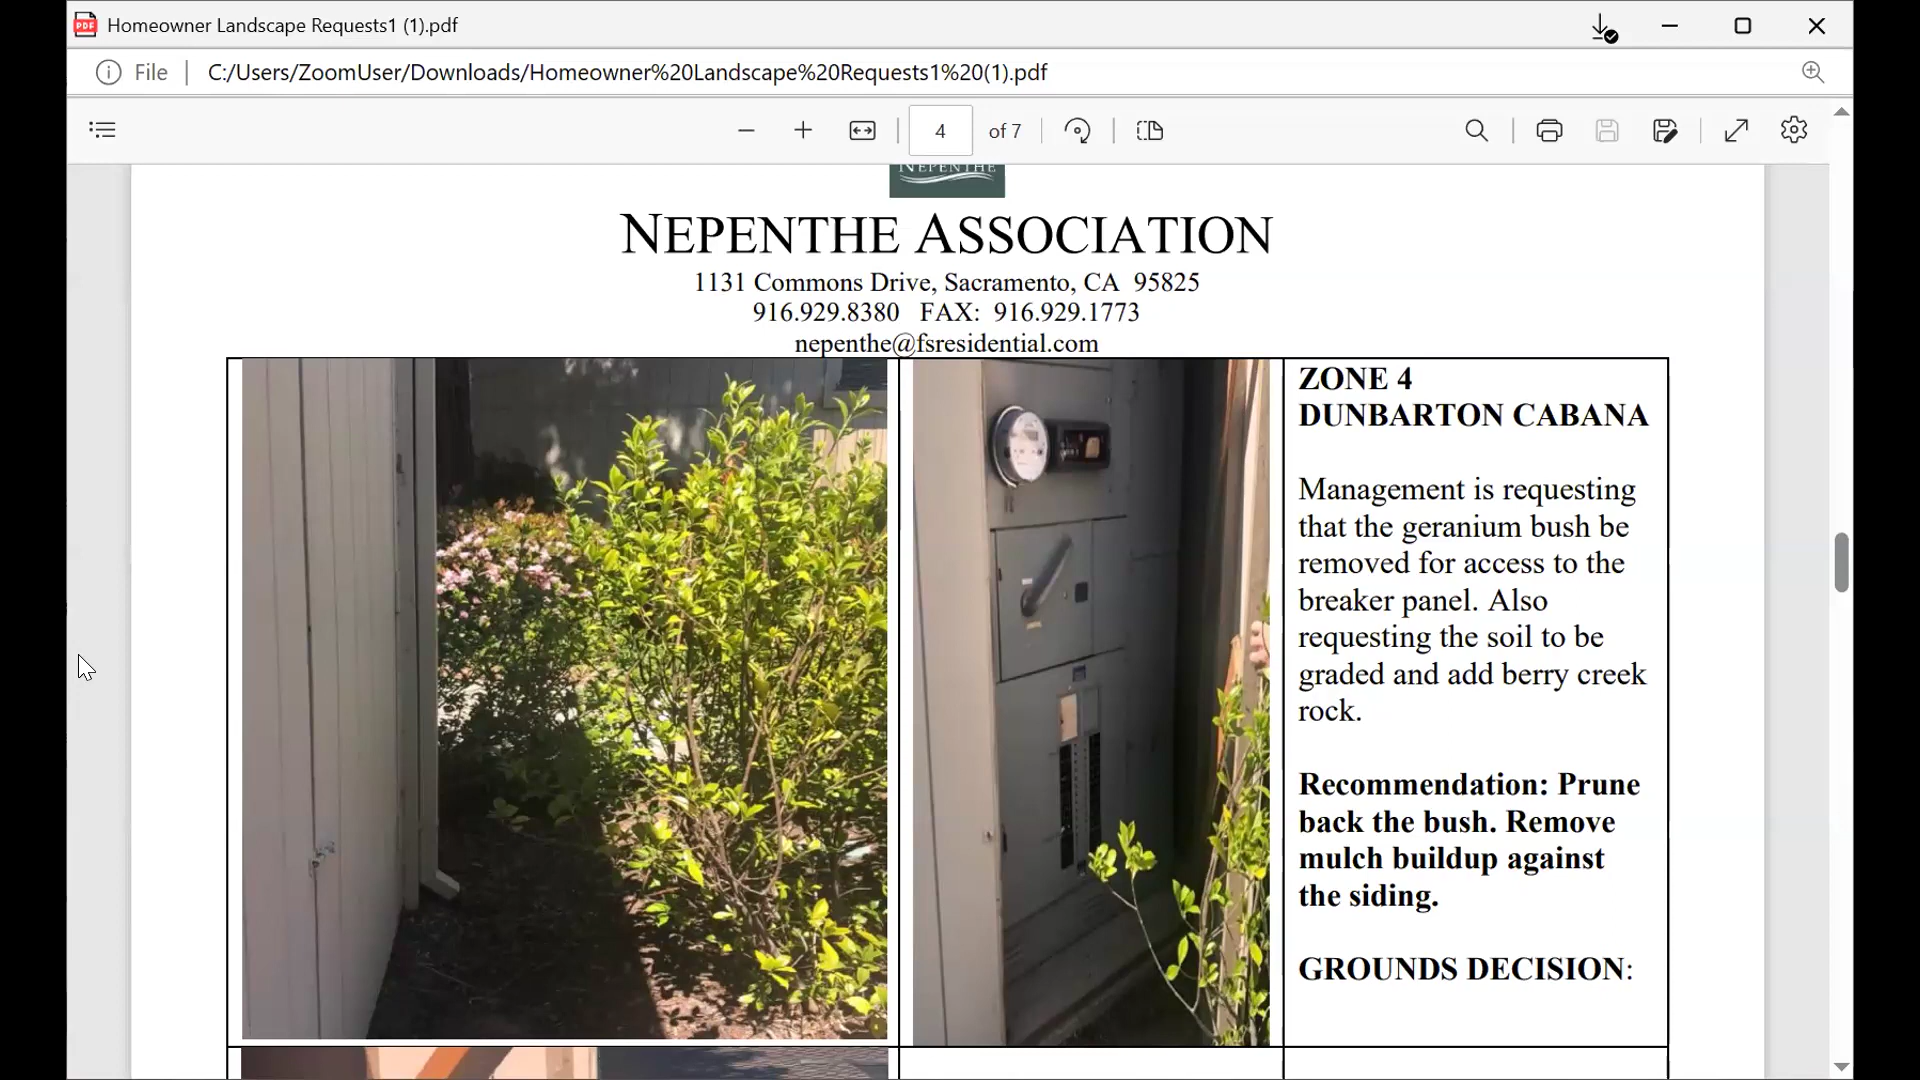 Homeowner Landscape Requests1 (1).pdf
File
C:/Users/ZoomUser/Downloads/Homeowner%20Landscape%20Requests1%20(1).pdf
4 of 7
NEPENTHE
NEPENTHE ASSOCIATION
1131 Commons Drive, Sacramento, CA 95825
916.929.8380 FAX: 916.929.1773
nepenthe@fsresidential.com
ZONE 4
DUNBARTON CABANA
Management is requesting
that the geranium bush be
removed for access to the
breaker panel. Also
requesting the soil to be
graded and add berry creek
rock.
Recommendation: Prune
back the bush. Remove
mulch buildup against
the siding.
GROUNDS DECISION: